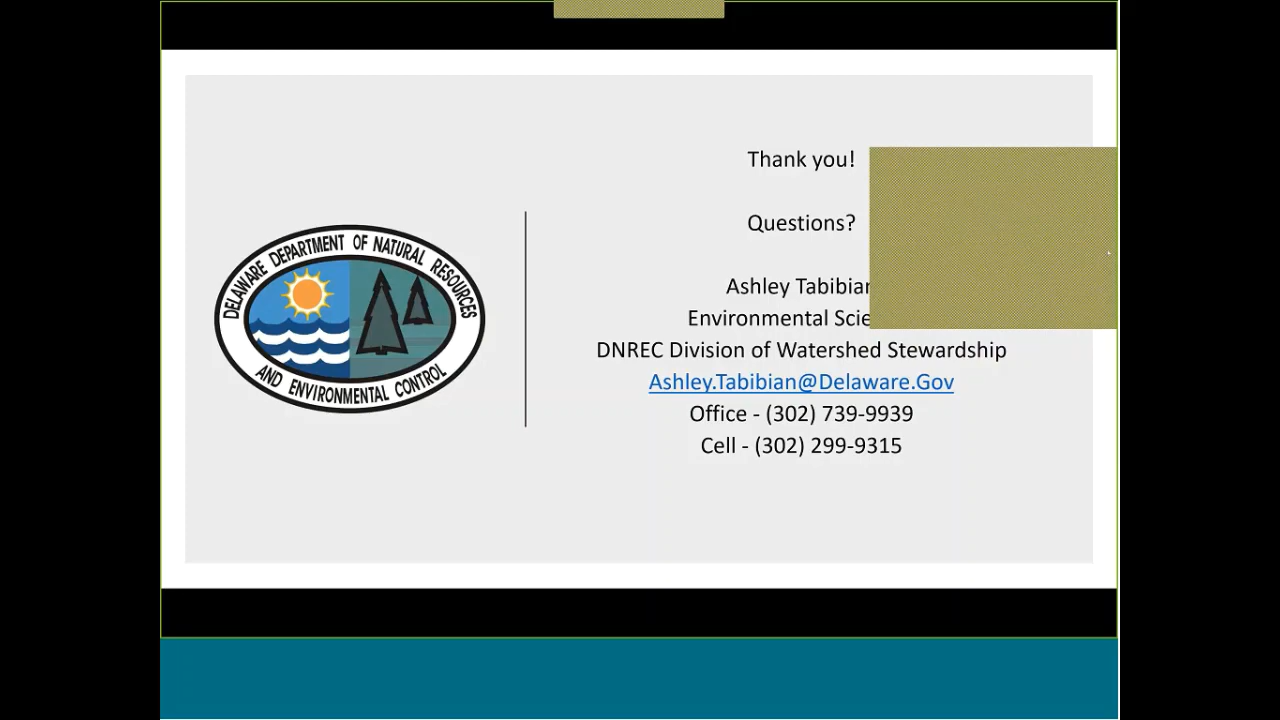 DELAWARE DEPARTMENT OF NATURAL RESOURCES
AND ENVIRONMENTAL CONTROL
Thank you!
Questions?
Ashley Tabibian
Environmental
DNREC Division of Watershed Stewardship
Ashley.Tabibian@Delaware.Gov
Office - (302) 739-9939
Cell - (302) 299-9315